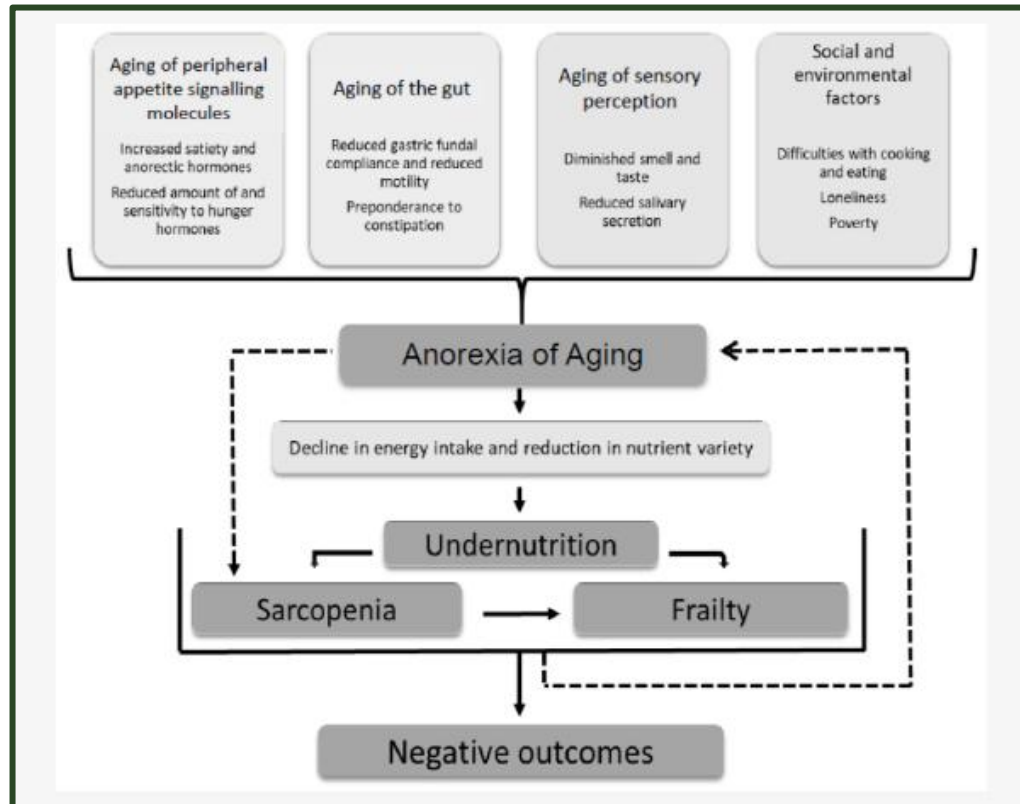 Aging of peripheral
appetite signalling
molecules
Increased satiety and
anorectic hormones
Reduced amount of and
sensitivity to hunger
hormones
Aging of the gut
Reduced gastric fundal
compliance and reduced
motility
Preponderance to
constipation
Aging of sensory
perception
Diminished smell and
taste
Reduced salivary
secretion
Social and
environmental
factors
Difficulties with cooking
and eating
Loneliness
Poverty
Anorexia of Aging
Decline in energy intake and reduction in nutrient variety
Undernutrition
Sarcopenia
Frailty
Negative outcomes